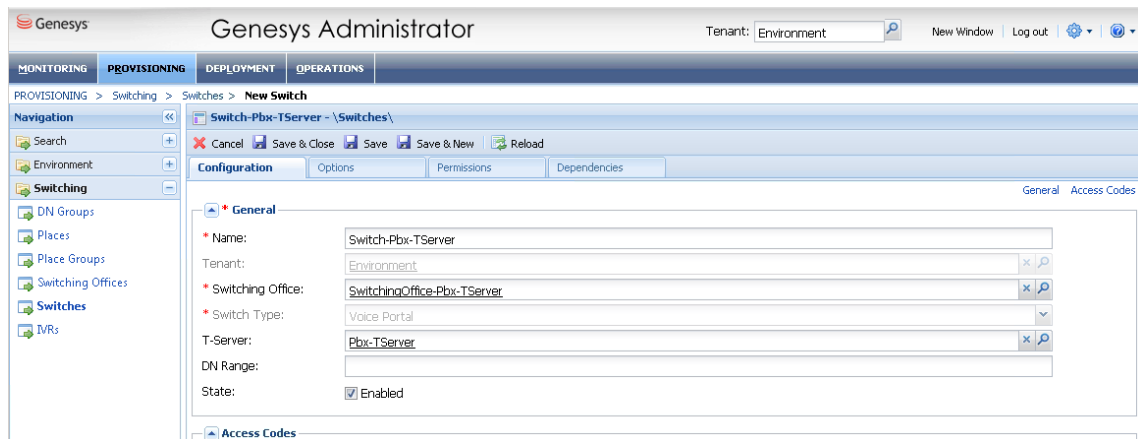 Genesys
Genesys Administrator
Tenant: Environment
New Window | Log out
MONITORING PROVISIONING DEPLOYMENT OPERATIONS
PROVISIONING > Switching > Switches > New Switch
Navigation
Search
Environment
Switching
DN Groups
Places
Place Groups
Switching Offices
Switches
IVRs
Switch-Pbx-TServer - \Switches\
Cancel Save & Close Save Save & New Reload
Configuration Options Permissions Dependencies
General Access Codes
* General
* Name: Switch-Pbx-TServer
Tenant: Environment
* Switching Office: SwitchingOffice-Pbx-TServer
* Switch Type: Voice Portal
T-Server: Pbx-TServer
DN Range:
State: Enabled
Access Codes